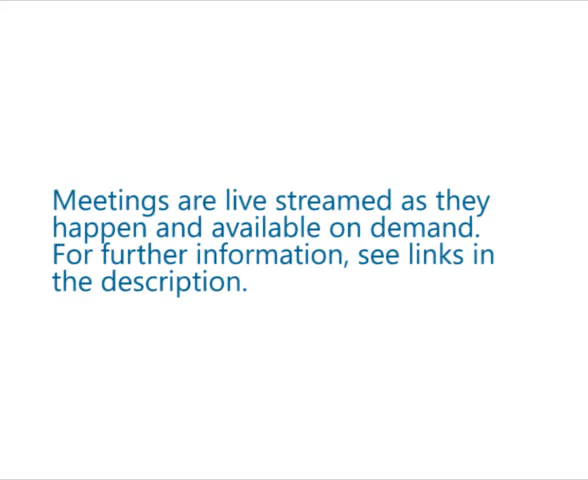 Meetings are live streamed as they
happen and available on demand.
For further information, see links in
the description.